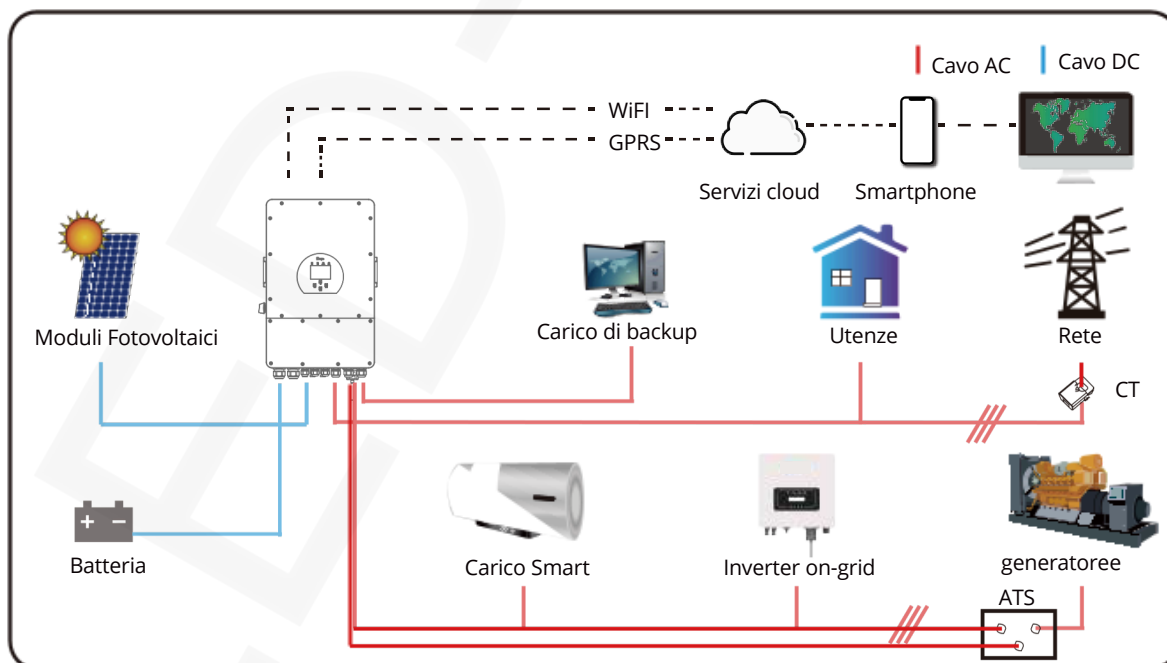 Cavo AC
Cavo DC
WiFI
GPRS
Servizi cloud
Smartphone
Moduli Fotovoltaici
Carico di backup
Utenze
Rete
CT
Batteria
Carico Smart
Inverter on-grid
generatoree
ATS